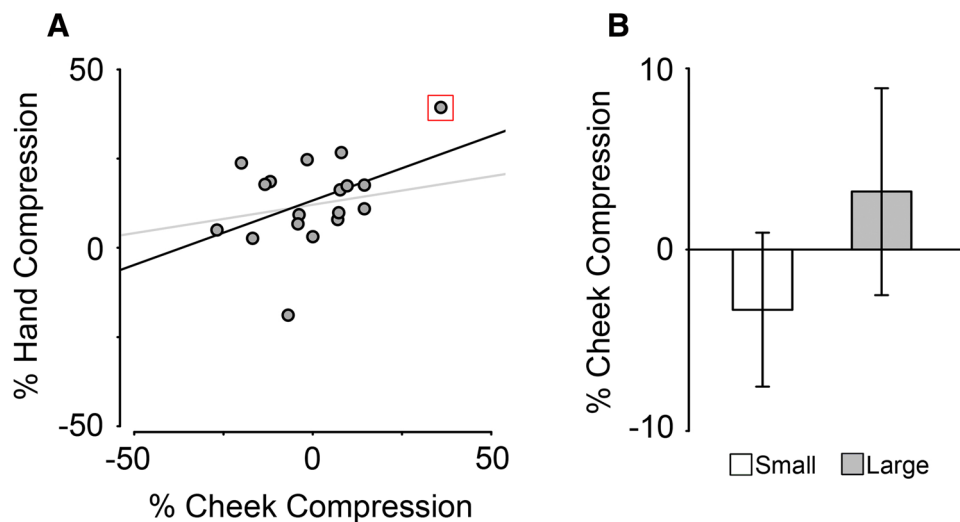 A
50
0
-50
% Hand Compression
-50
0
50
% Cheek Compression
B
10
0
-10
% Cheek Compression
Small
Large